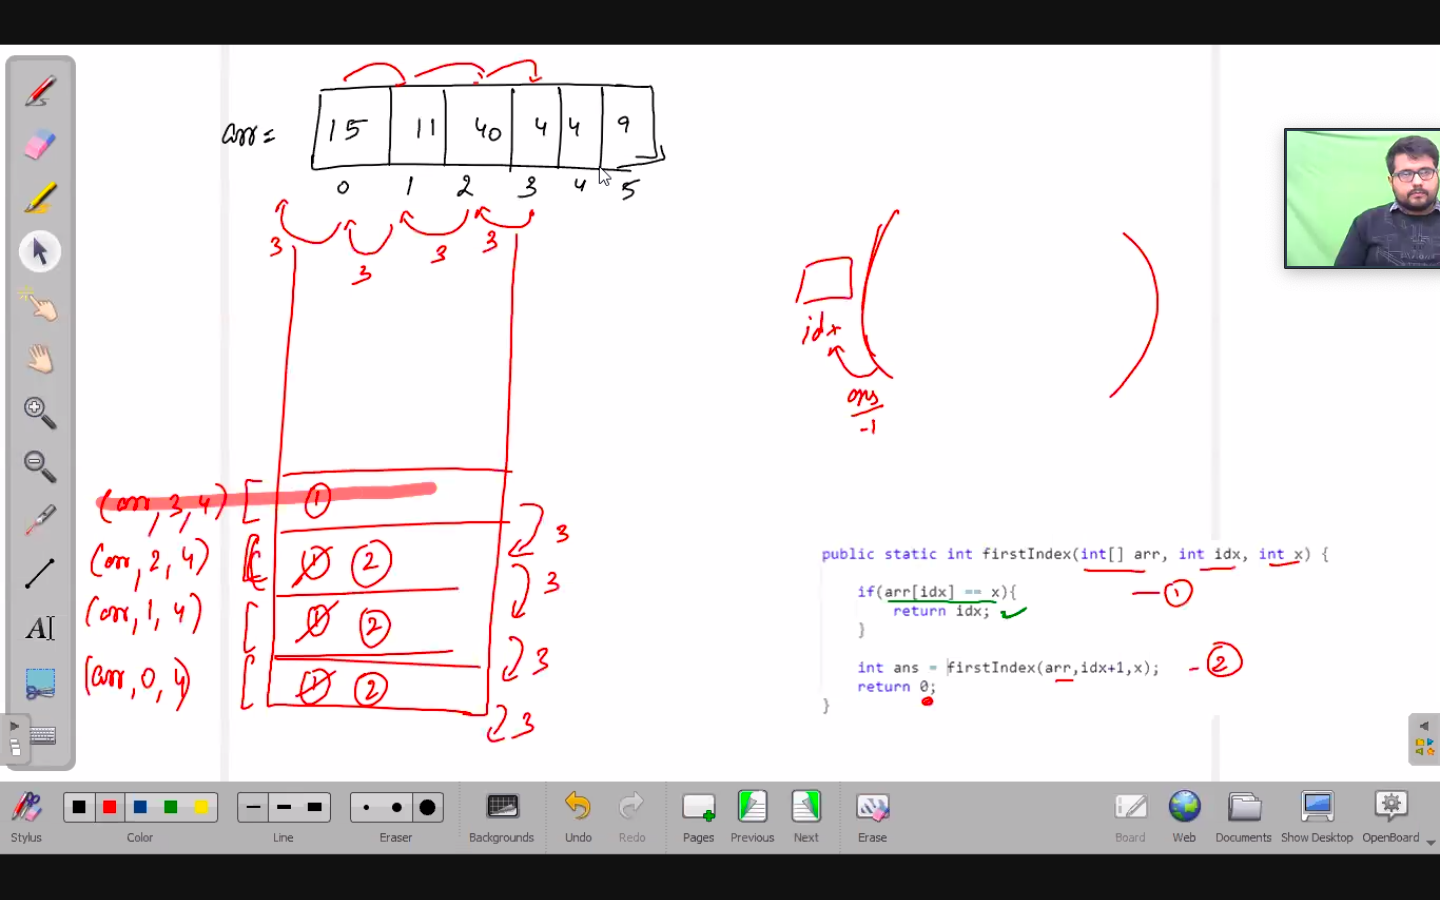 arr =
15 11 40 4 4 9
0 1 2 3 4 5
3 3 3 3
idx
ans
-1
(arr, 3, 4) 1
3
(arr, 2, 4) 1 2
3
(arr, 1, 4) 1 2
3
(arr, 0, 4) 1 2
3
public static int firstIndex(int[] arr, int idx, int x) {
if(arr[idx] == x){ — 1
return idx;
}
int ans = firstIndex(arr,idx+1,x); - 2
return 0;
}
A
Stylus Color Line Eraser Backgrounds Undo Redo Pages Previous Next Erase Board Web Documents Show Desktop OpenBoard